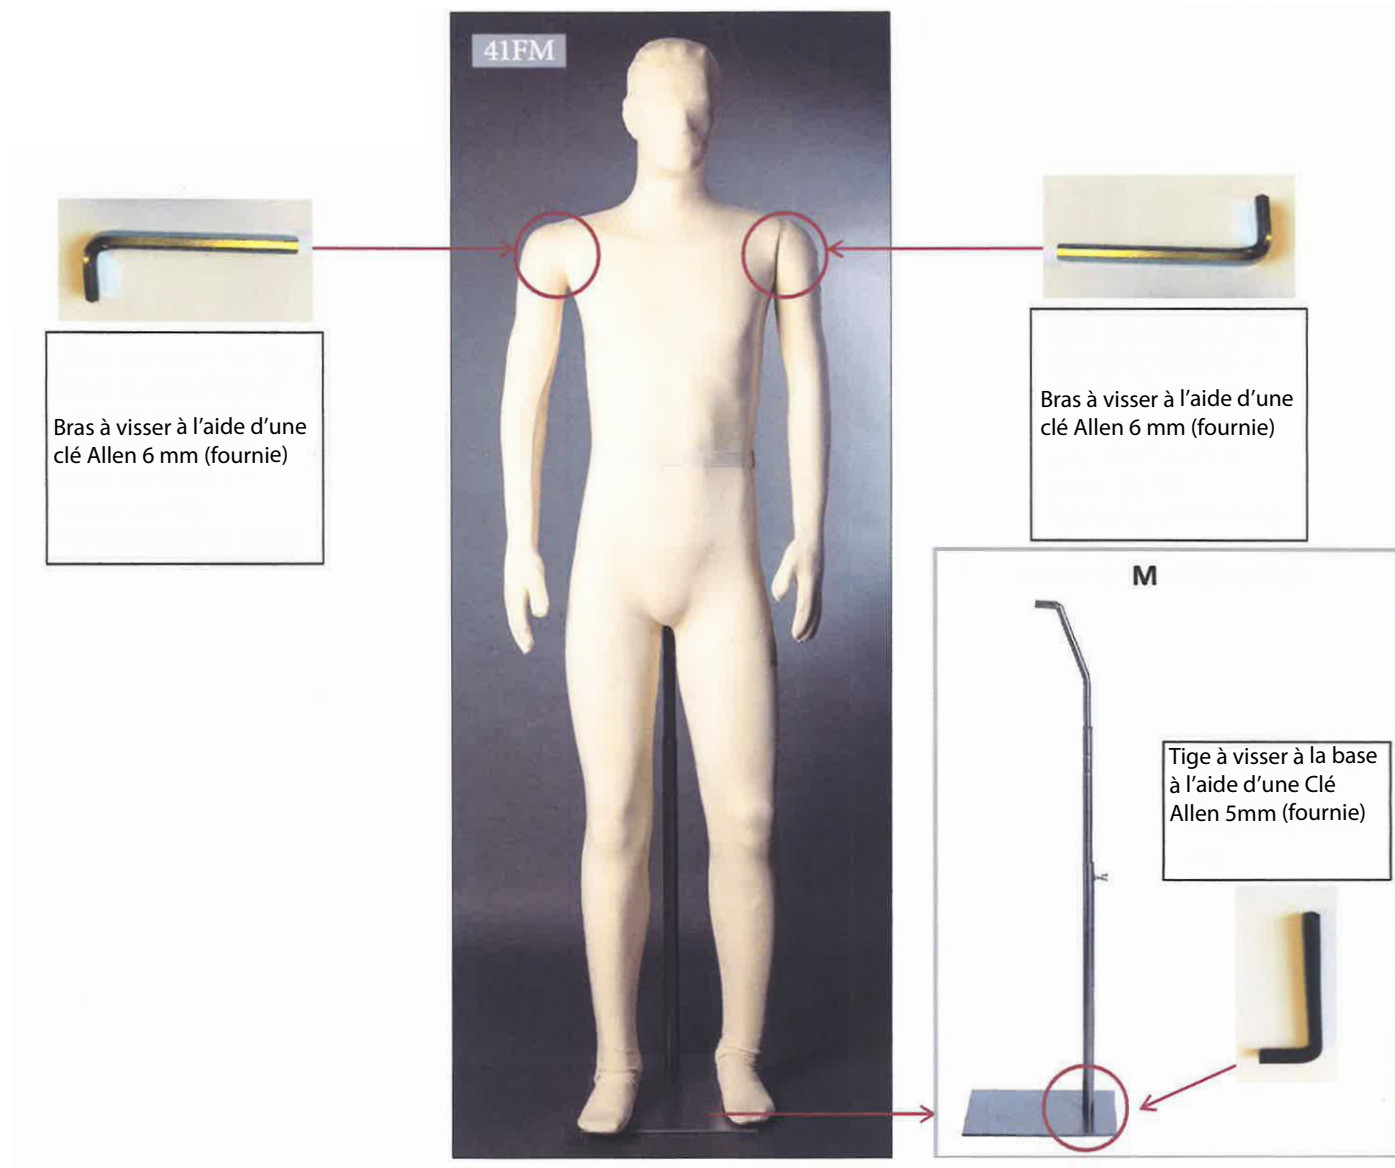 41FM
Bras à visser à l'aide d'une
clé Allen 6 mm (fournie)
Bras à visser à l'aide d'une
clé Allen 6 mm (fournie)
M
Tige à visser à la base
à l'aide d'une Clé
Allen 5mm (fournie)